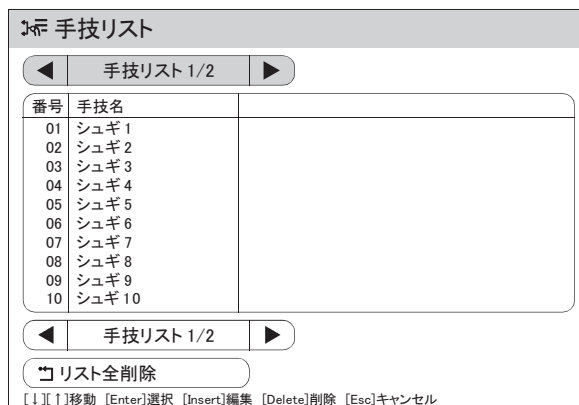 手技リスト
手技リスト 1/2
番号 手技名
01 シュギ 1
02 シュギ 2
03 シュギ 3
04 シュギ 4
05 シュギ 5
06 シュギ 6
07 シュギ 7
08 シュギ 8
09 シュギ 9
10 シュギ 10
手技リスト 1/2
リスト全削除
[↓][↑]移動 [Enter]選択 [Insert]編集 [Delete]削除 [Esc]キャンセル